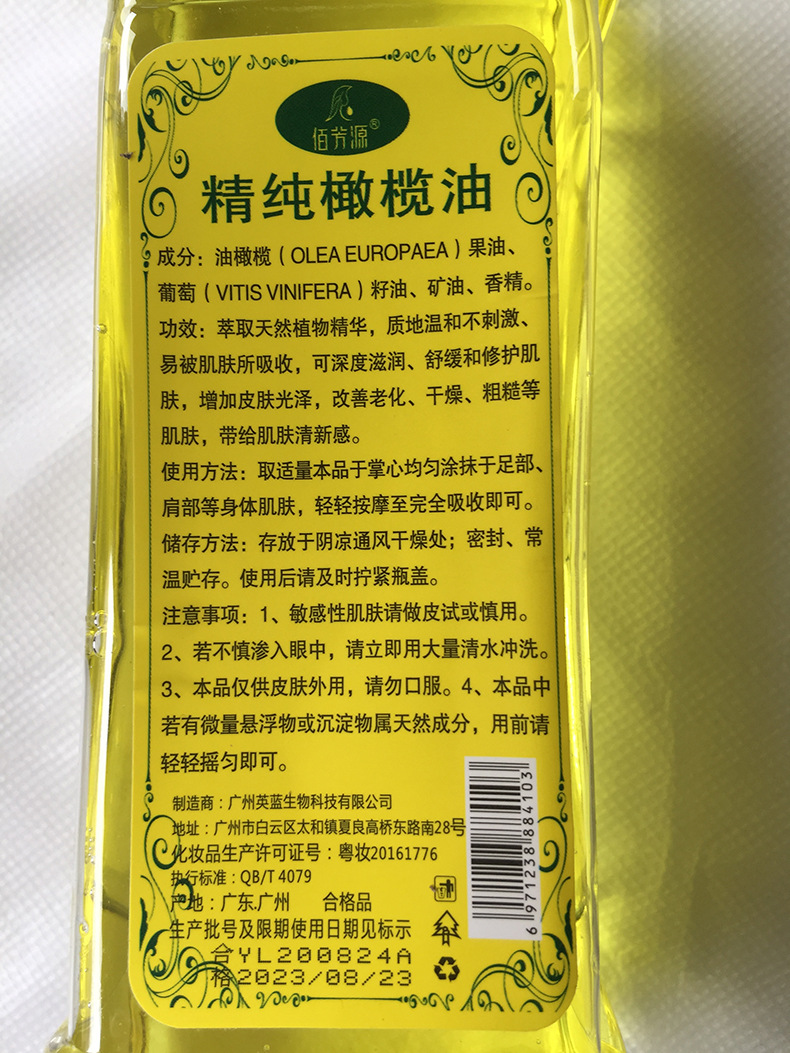 佰芳源®
精纯橄榄油
成分：油橄榄（OLEA EUROPAEA）果油、
葡萄（VITIS VINIFERA）籽油、矿油、香精。
功效：萃取天然植物精华，质地温和不刺激、
易被肌肤所吸收，可深度滋润、舒缓和修护肌
肤，增加皮肤光泽，改善老化、干燥、粗糙等
肌肤，带给肌肤清新感。
使用方法：取适量本品于掌心均匀涂抹于足部、
肩部等身体肌肤，轻轻按摩至完全吸收即可。
储存方法：存放于阴凉通风干燥处；密封、常
温贮存。使用后请及时拧紧瓶盖。
注意事项：1、敏感性肌肤请做皮试或慎用。
2、若不慎渗入眼中，请立即用大量清水冲洗。
3、本品仅供皮肤外用，请勿口服。4、本品中
若有微量悬浮物或沉淀物属天然成分，用前请
轻轻摇匀即可。
制造商：广州英蓝生物科技有限公司
地址：广州市白云区太和镇夏良高桥东路南28号
化妆品生产许可证号：粤妆20161776
执行标准：QB/T 4079
产地：广东.广州 合格品
生产批号及限期使用日期见标示
合YL200824A
格2023/08/23
6971238884103